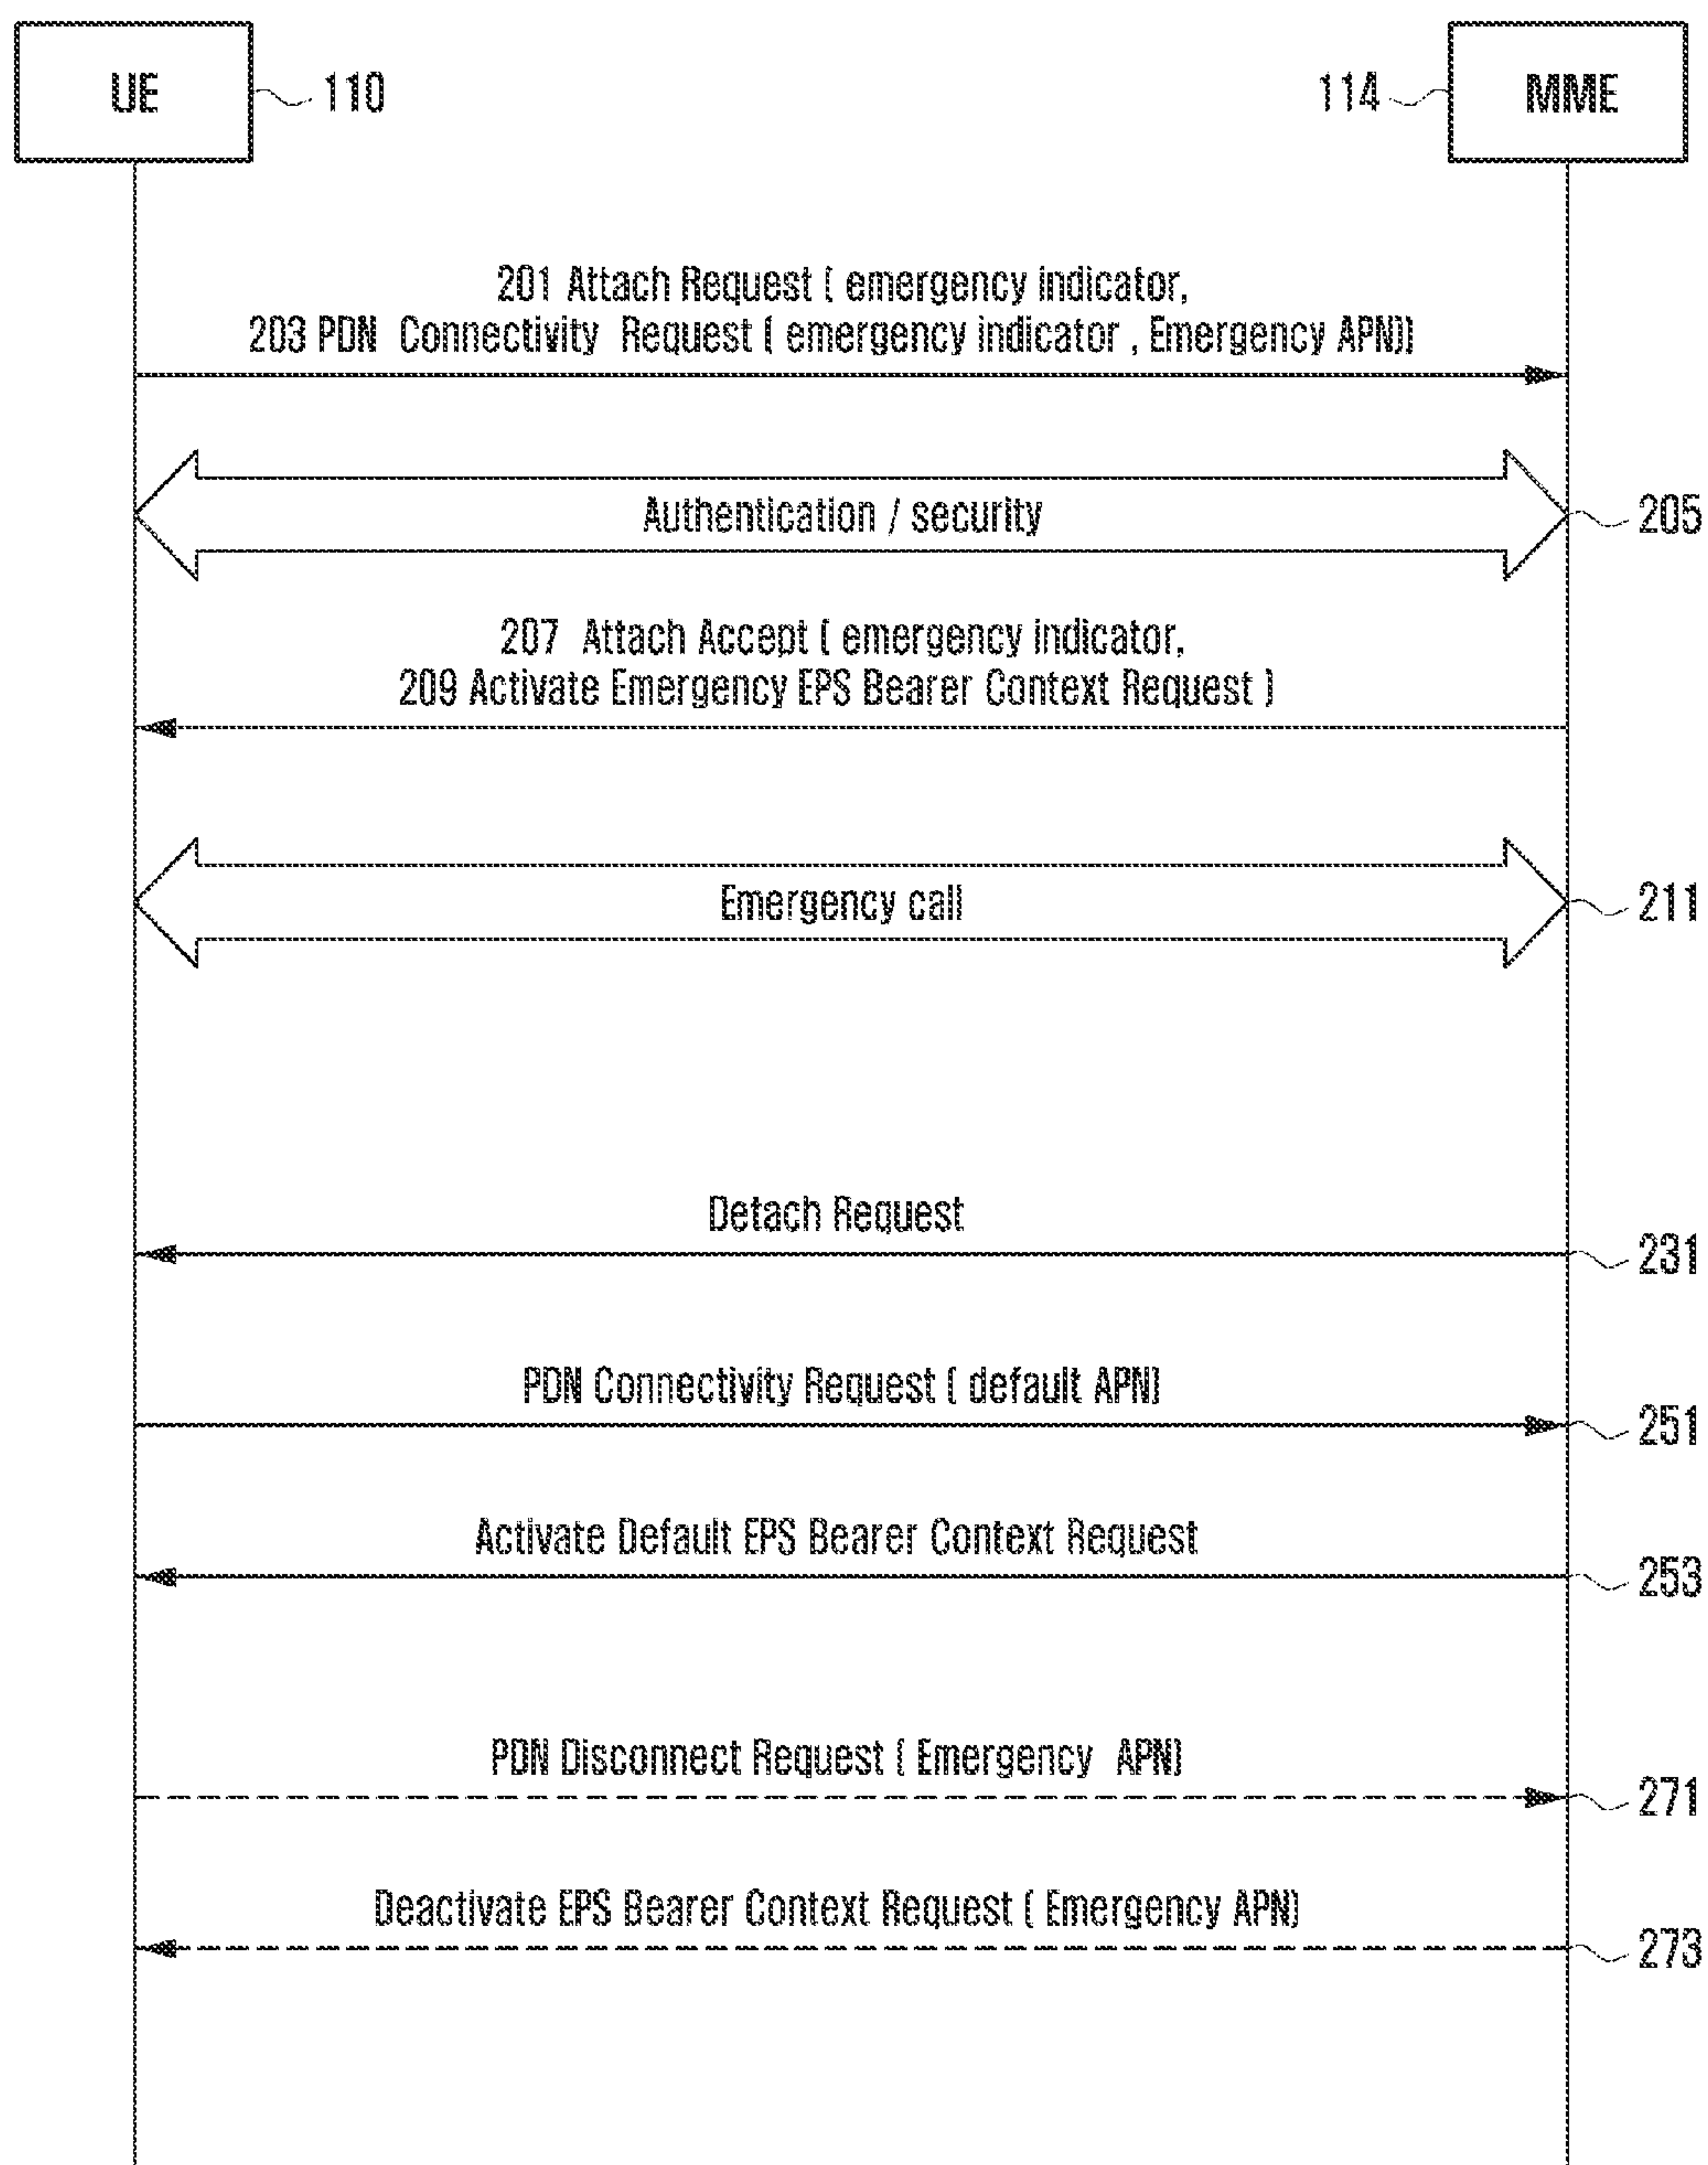 UE
110
114
MME
201 Attach Request ( emergency indicator,
203 PDN Connectivity Request ( emergency indicator , Emergency APN))
Authentication / security
205
207 Attach Accept ( emergency indicator,
209 Activate Emergency EPS Bearer Context Request )
Emergency call
211
Detach Request
231
PDN Connectivity Request ( default APN)
251
Activate Default EPS Bearer Context Request
253
PDN Disconnect Request ( Emergency APN)
271
Deactivate EPS Bearer Context Request ( Emergency APN)
273